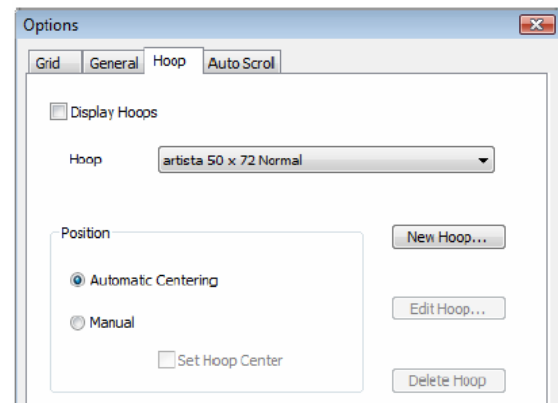 Options
Grid General Hoop Auto Scroll
Display Hoops
Hoop artista 50 x 72 Normal
Position
New Hoop...
Automatic Centering
Edit Hoop...
Manual
Set Hoop Center
Delete Hoop